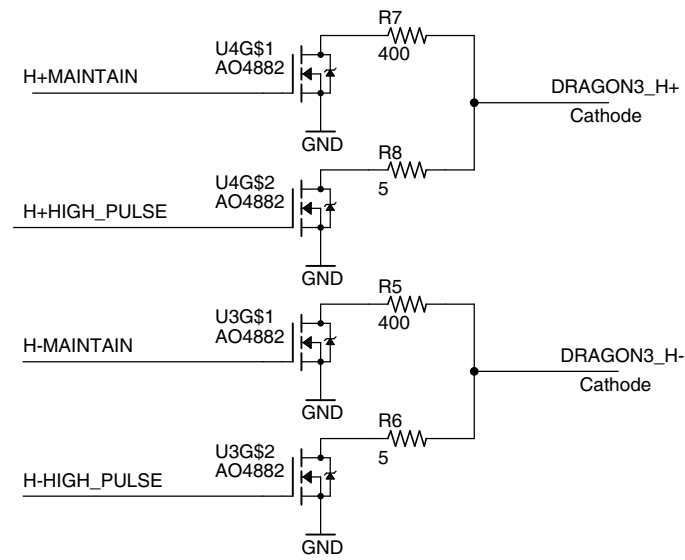 R7
U4G$1
AO4882
400
H+MAINTAIN
DRAGON3_H+
Cathode
GND
R8
U4G$2
AO4882
5
H+HIGH_PULSE
GND
R5
U3G$1
AO4882
400
H-MAINTAIN
DRAGON3_H-
Cathode
GND
R6
U3G$2
AO4882
5
H-HIGH_PULSE
GND